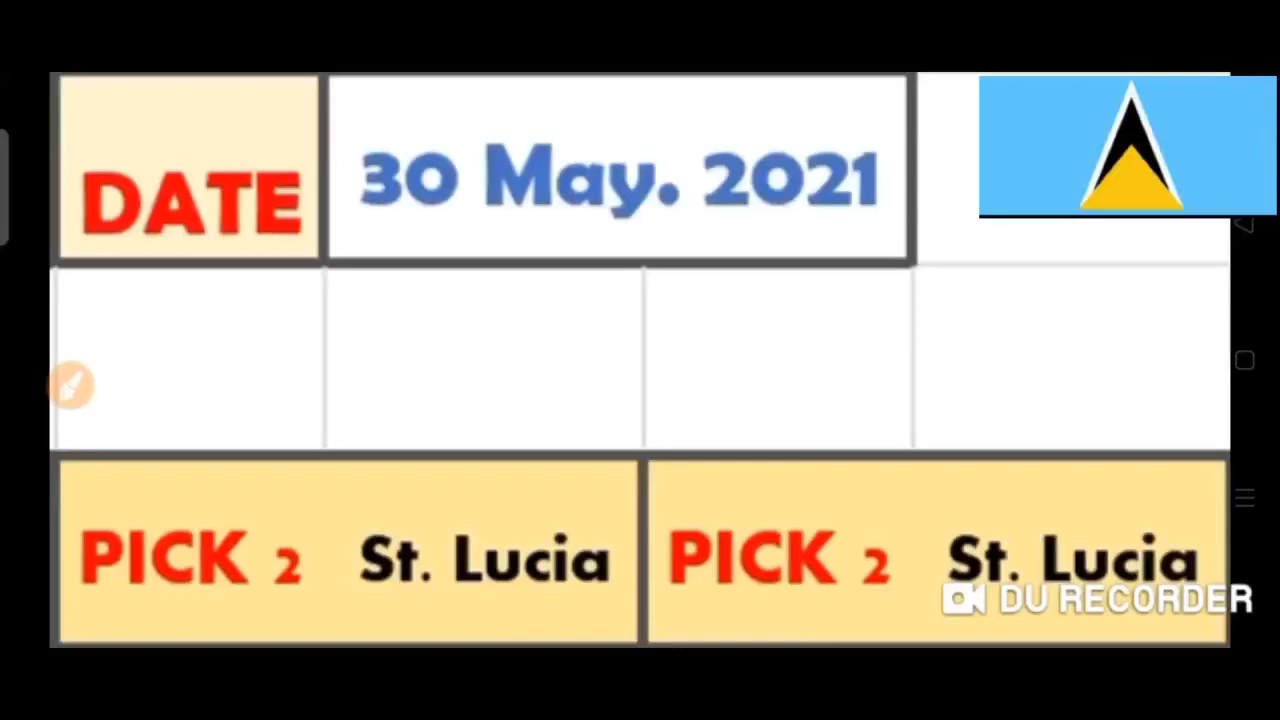 DATE 30 May. 2021
PICK 2 St. Lucia PICK 2 St. Lucia
DU RECORDER